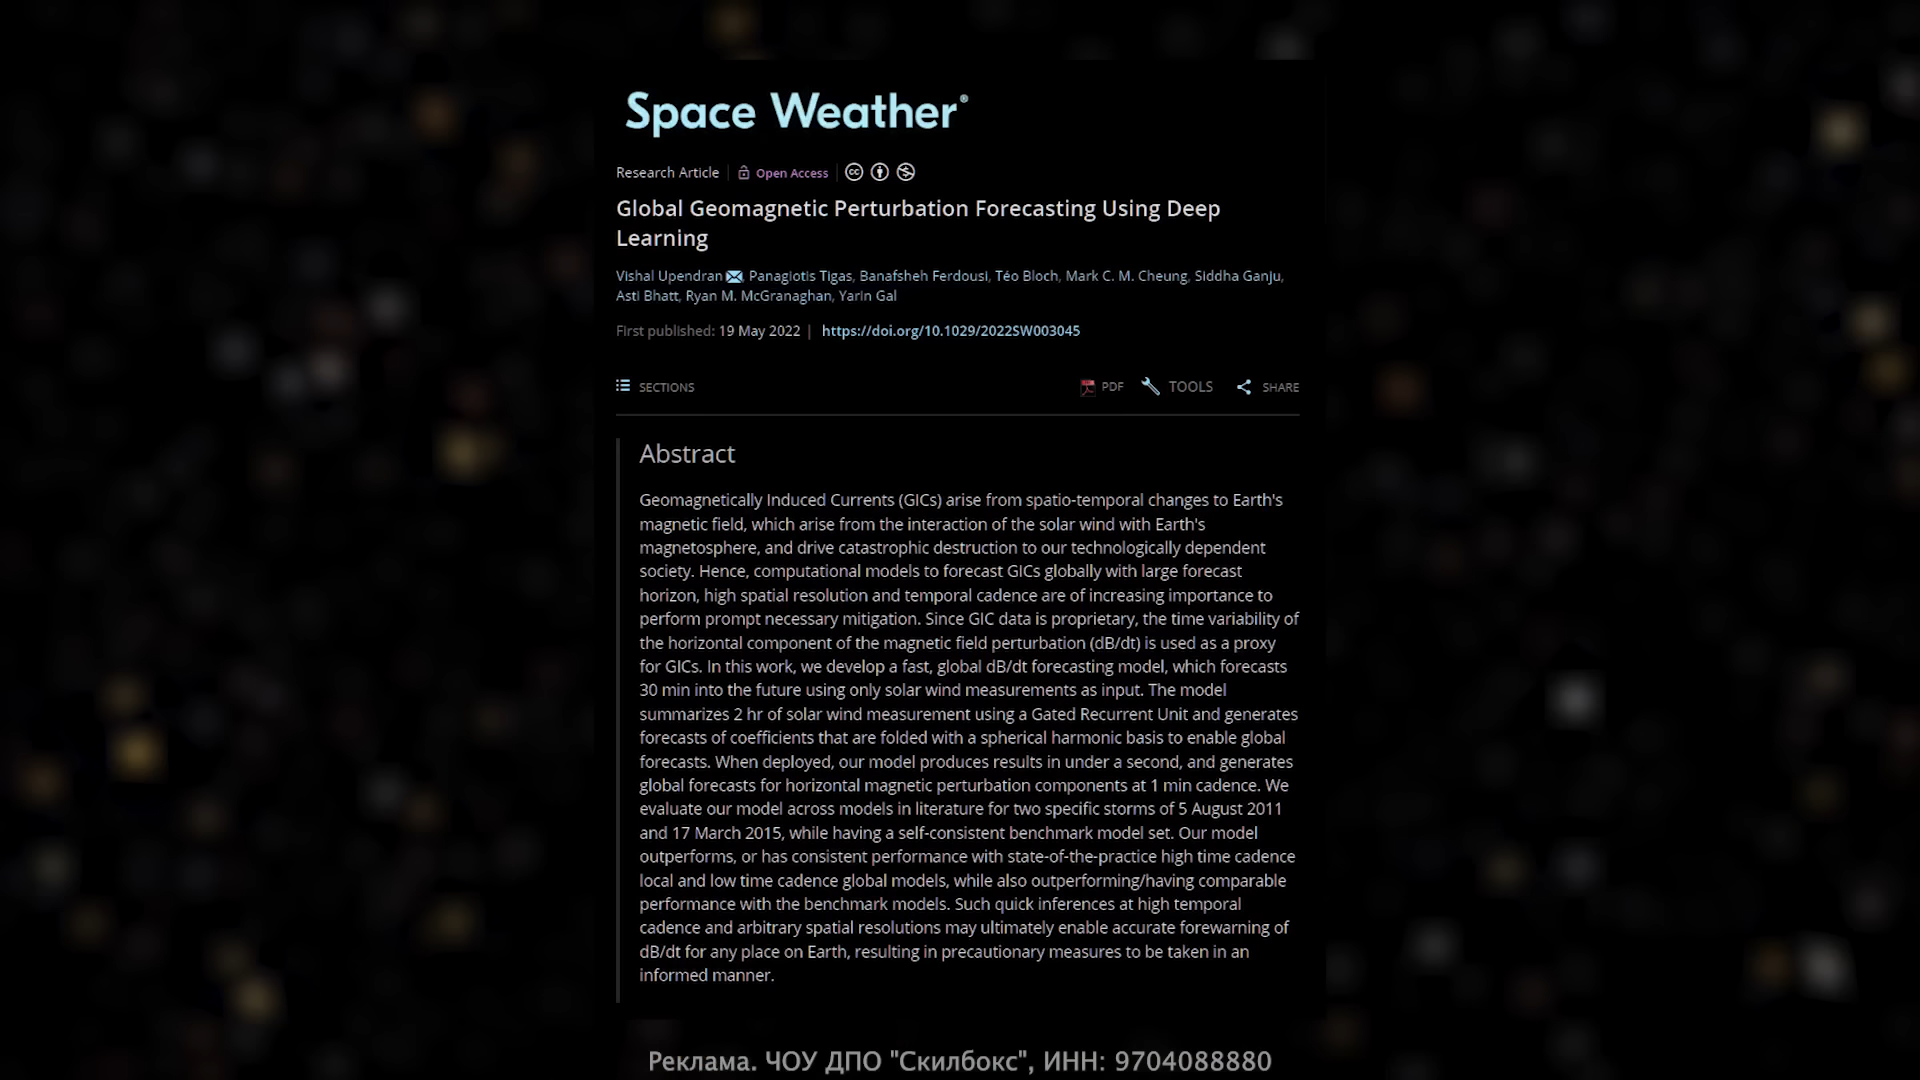 Space Weather®
Research Article | Open Access
Global Geomagnetic Perturbation Forecasting Using Deep
Learning
Vishal Upendran, Panagiotis Tigas, Banafsheh Ferdousi, Téo Bloch, Mark C. M. Cheung, Siddha Ganju,
Asti Bhatt, Ryan M. McGranaghan, Yarin Gal
First published: 19 May 2022 | https://doi.org/10.1029/2022SW003045
SECTIONS PDF TOOLS SHARE
Abstract
Geomagnetically Induced Currents (GICs) arise from spatio-temporal changes to Earth's
magnetic field, which arise from the interaction of the solar wind with Earth's
magnetosphere, and drive catastrophic destruction to our technologically dependent
society. Hence, computational models to forecast GICs globally with large forecast
horizon, high spatial resolution and temporal cadence are of increasing importance to
perform prompt necessary mitigation. Since GIC data is proprietary, the time variability of
the horizontal component of the magnetic field perturbation (dB/dt) is used as a proxy
for GICs. In this work, we develop a fast, global dB/dt forecasting model, which forecasts
30 min into the future using only solar wind measurements as input. The model
summarizes 2 hr of solar wind measurement using a Gated Recurrent Unit and generates
forecasts of coefficients that are folded with a spherical harmonic basis to enable global
forecasts. When deployed, our model produces results in under a second, and generates
global forecasts for horizontal magnetic perturbation components at 1 min cadence. We
evaluate our model across models in literature for two specific storms of 5 August 2011
and 17 March 2015, while having a self-consistent benchmark model set. Our model
outperforms, or has consistent performance with state-of-the-practice high time cadence
local and low time cadence global models, while also outperforming/having comparable
performance with the benchmark models. Such quick inferences at high temporal
cadence and arbitrary spatial resolutions may ultimately enable accurate forewarning of
dB/dt for any place on Earth, resulting in precautionary measures to be taken in an
informed manner.
Реклама. ЧОУ ДПО "Скилбокс", ИНН: 9704088880